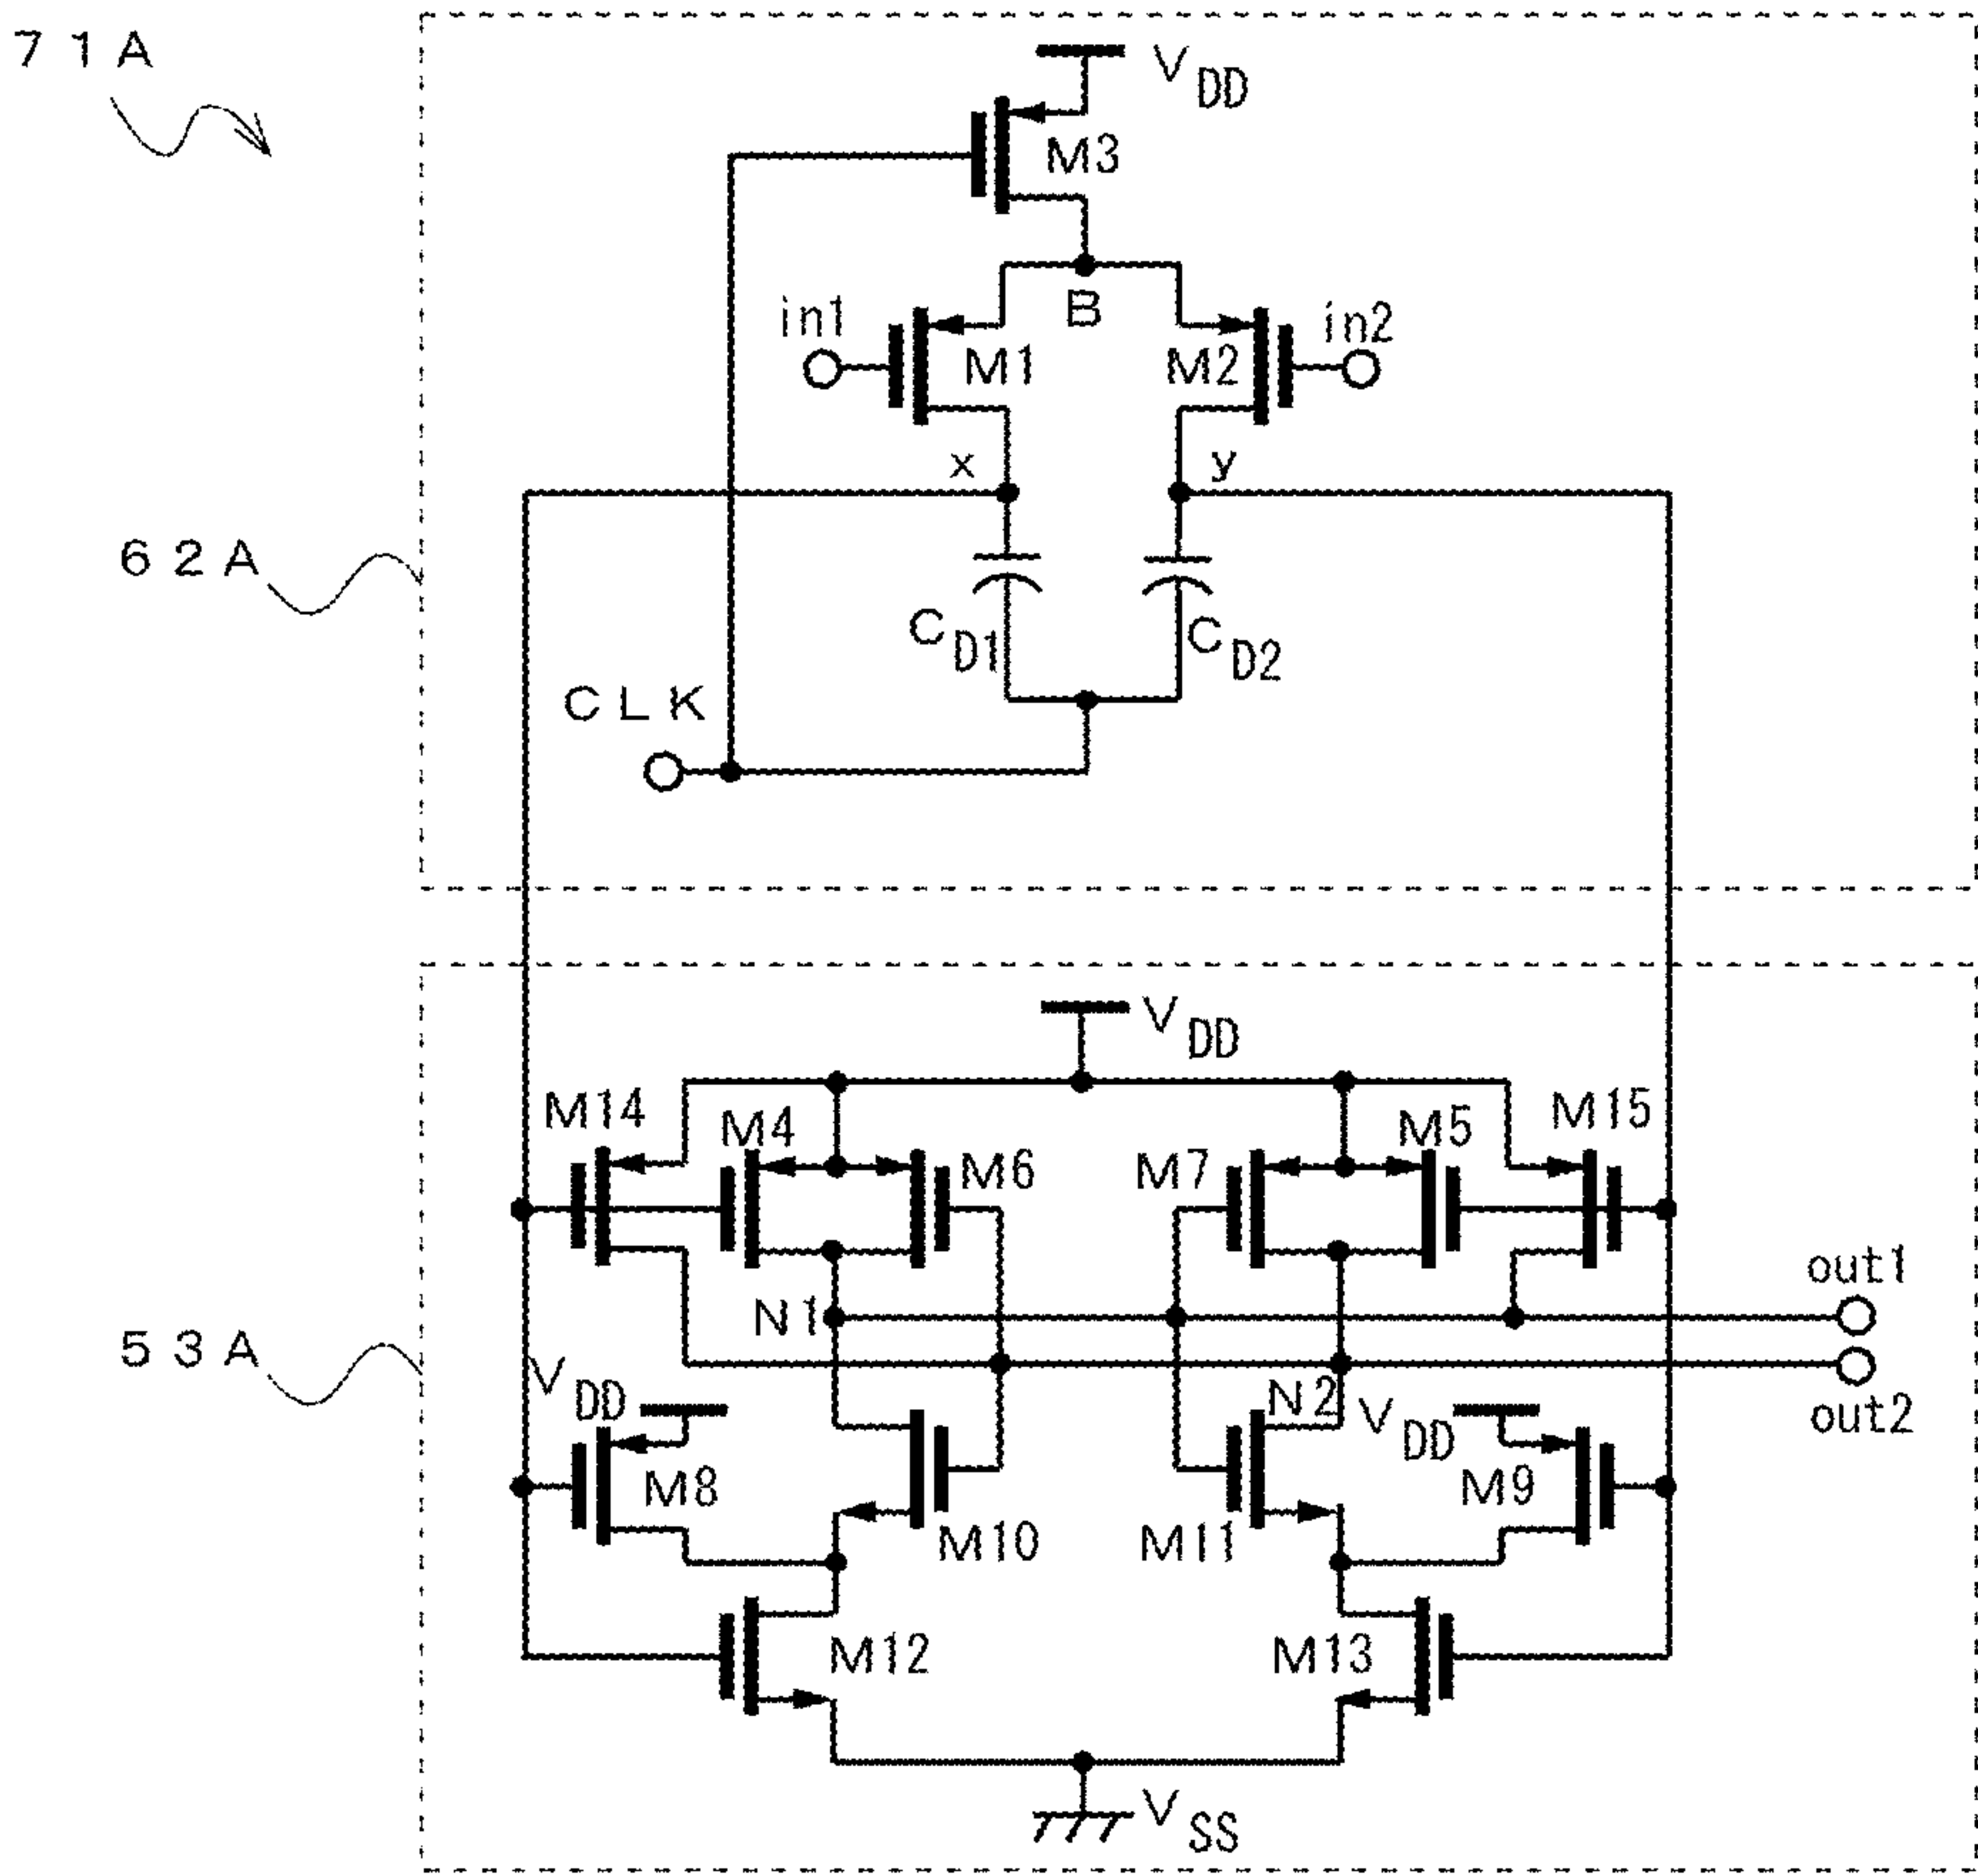 71A
VDD
M3
in1
B
in2
M1
M2
x
y
62A
CD1
CD2
CLK
VDD
M14
M4
M5
M15
M6
M7
out1
N1
53A
VDD
N2
VDD
out2
M8
M9
M10
M11
M12
M13
VSS